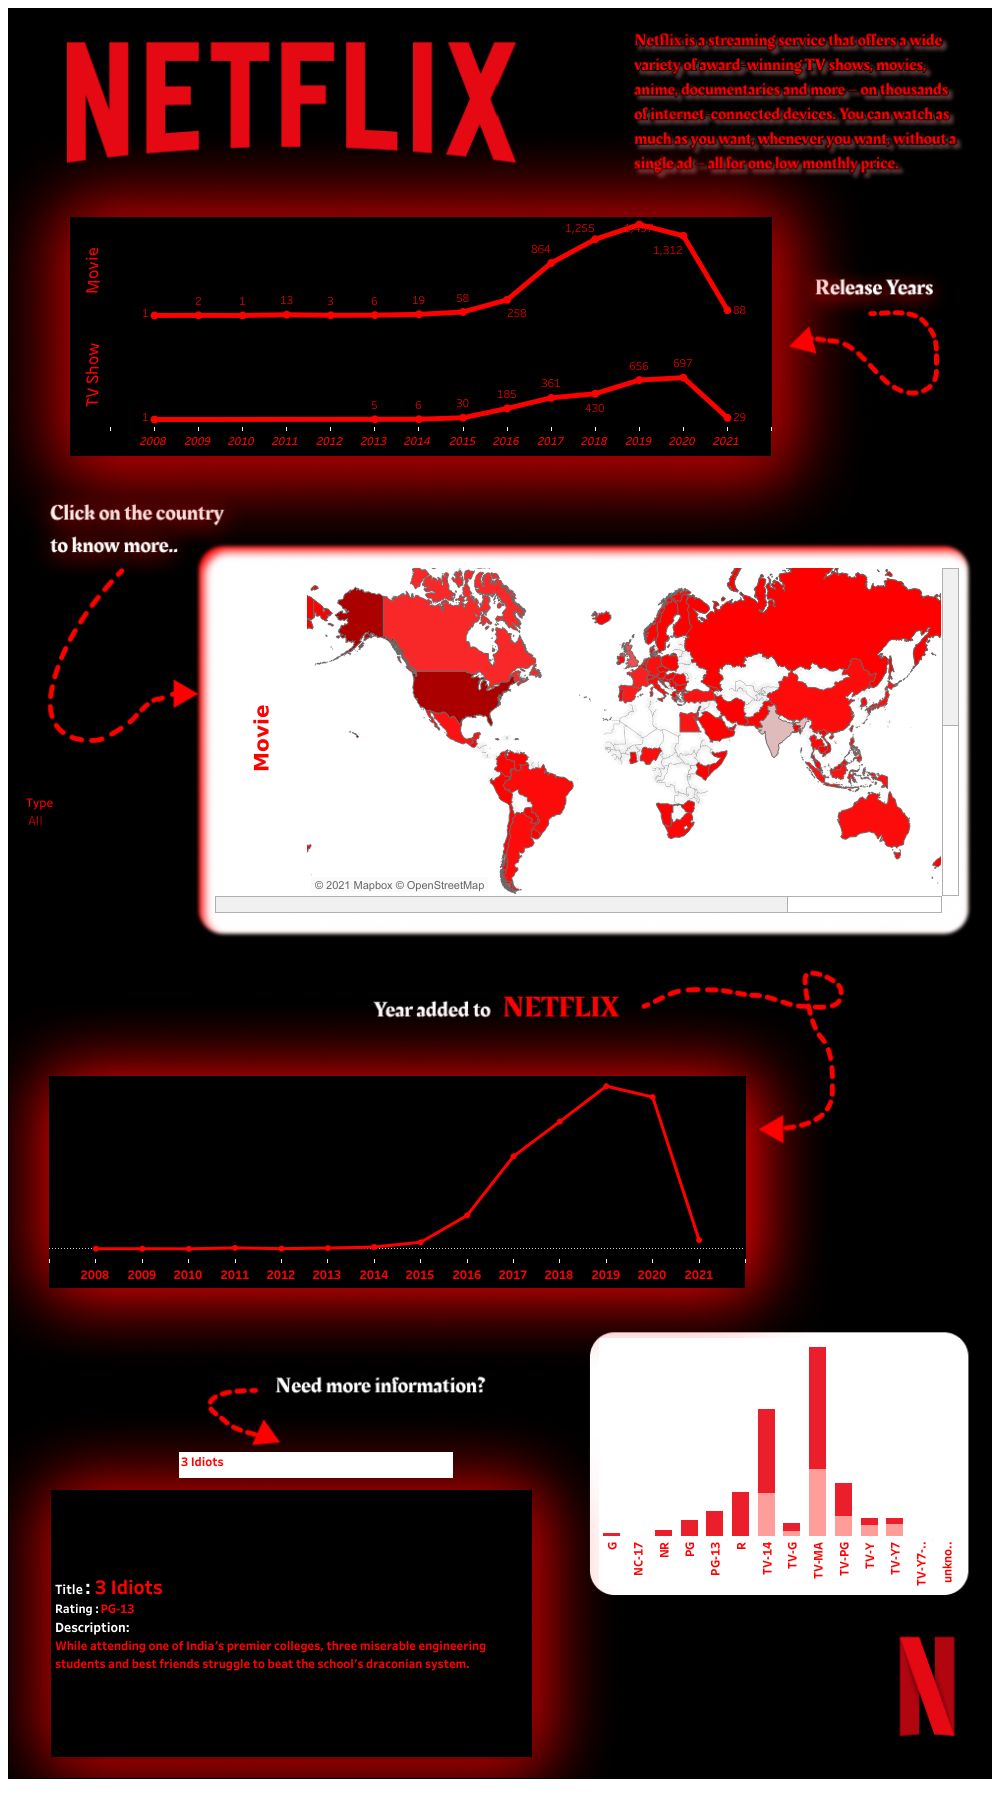 NETFLIX
Netflix is a streaming service that offers a wide
variety of award-winning TV shows, movies,
anime, documentaries and more – on thousands
of internet-connected devices. You can watch as
much as you want, whenever you want, without a
single ad – all for one low monthly price.
Movie
1 2 1 13 3 6 19 58 258 864 1,255 1,312 88
TV Show
1 5 6 30 185 361 430 656 697 29
2008 2009 2010 2011 2012 2013 2014 2015 2016 2017 2018 2019 2020 2021
Release Years
Click on the country
to know more..
Movie
© 2021 Mapbox © OpenStreetMap
Type
All
Year added to NETFLIX
2008 2009 2010 2011 2012 2013 2014 2015 2016 2017 2018 2019 2020 2021
Need more information?
3 Idiots
Title : 3 Idiots
Rating : PG-13
Description:
While attending one of India's premier colleges, three miserable engineering
students and best friends struggle to beat the school's draconian system.
G NC-17 NR PG PG-13 R TV-14 TV-G TV-MA TV-PG TV-Y TV-Y7 TV-Y7-.. unkno..
N